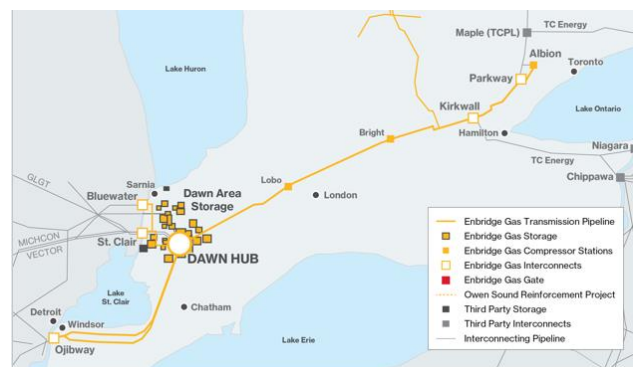 TC Energy
Maple (TCPL)
Albion
Toronto
Lake Huron
Parkway
Kirkwall
Lake Ontario
Bright
Hamilton
Niagara
TC Energy
Chippawa
GLGT
Sarnia
Bluewater
Dawn Area
Storage
Lobo
London
MICHCON
VECTOR
St. Clair
DAWN HUB
Lake
St. Clair
Chatham
Detroit
Windsor
Ojibway
Lake Erie
Enbridge Gas Transmission Pipeline
Enbridge Gas Storage
Enbridge Gas Compressor Stations
Enbridge Gas Interconnects
Enbridge Gas Gate
Owen Sound Reinforcement Project
Third Party Storage
Third Party Interconnects
Interconnecting Pipeline